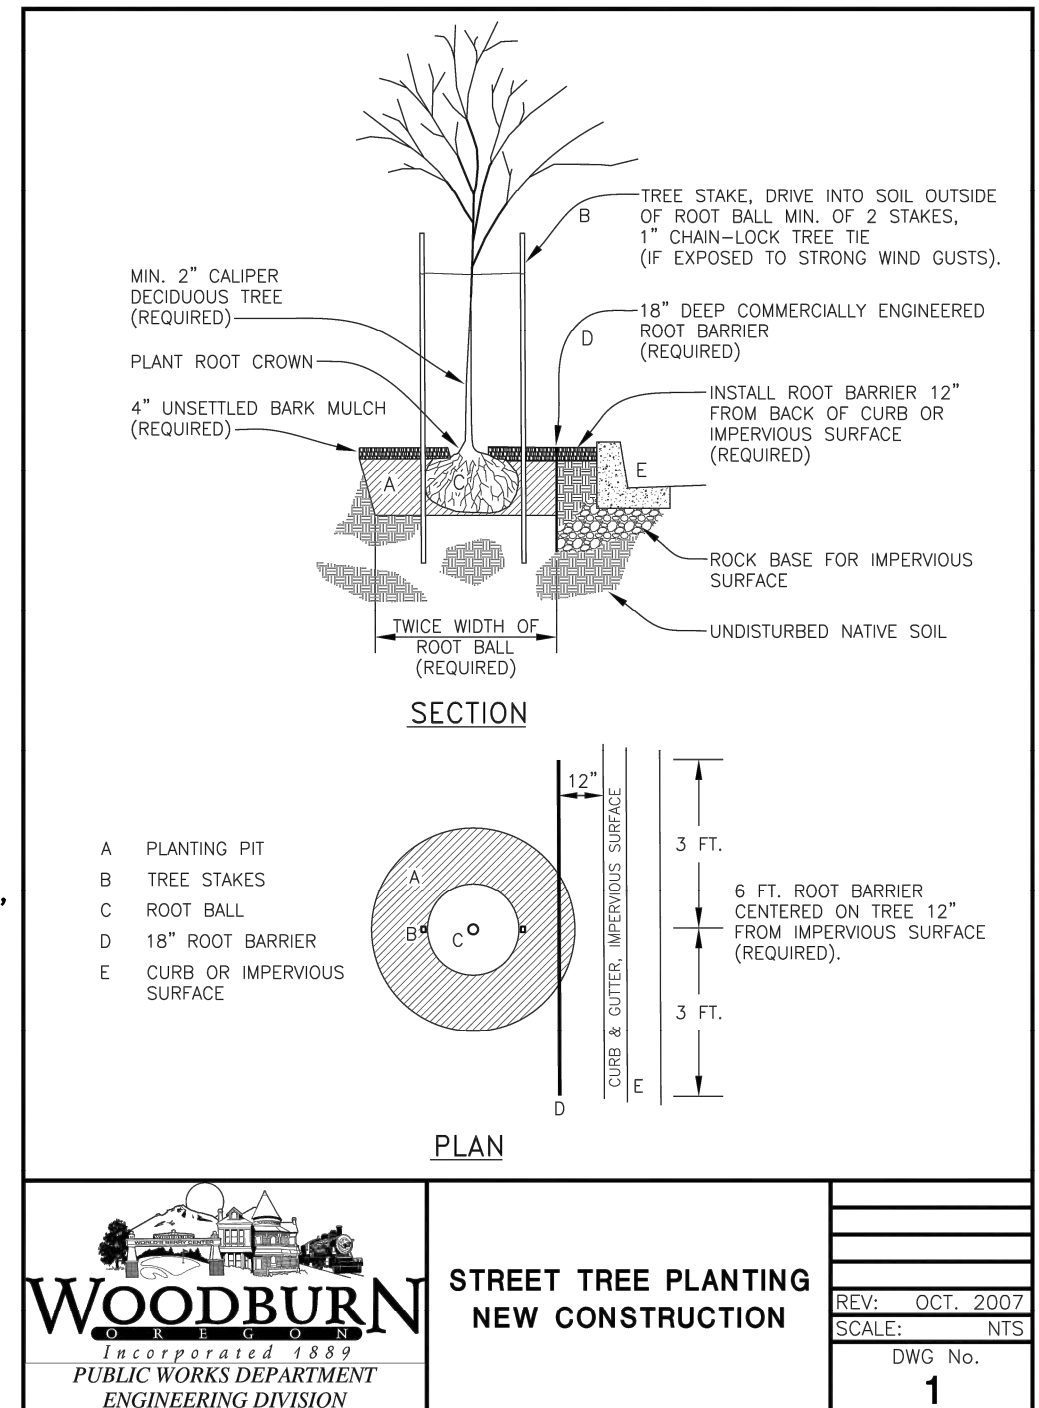 TREE STAKE, DRIVE INTO SOIL OUTSIDE
OF ROOT BALL MIN. OF 2 STAKES,
1" CHAIN-LOCK TREE TIE
(IF EXPOSED TO STRONG WIND GUSTS).
B
MIN. 2" CALIPER
DECIDUOUS TREE
(REQUIRED)
18" DEEP COMMERCIALLY ENGINEERED
ROOT BARRIER
(REQUIRED)
D
PLANT ROOT CROWN
4" UNSETTLED BARK MULCH
(REQUIRED)
INSTALL ROOT BARRIER 12"
FROM BACK OF CURB OR
IMPERVIOUS SURFACE
(REQUIRED)
A
C
E
ROCK BASE FOR IMPERVIOUS
SURFACE
UNDISTURBED NATIVE SOIL
TWICE WIDTH OF
ROOT BALL
(REQUIRED)
SECTION
12"
CURB & GUTTER, IMPERVIOUS SURFACE
3 FT.
A PLANTING PIT
B TREE STAKES
C ROOT BALL
D 18" ROOT BARRIER
E CURB OR IMPERVIOUS
SURFACE
A
B
C
6 FT. ROOT BARRIER
CENTERED ON TREE 12"
FROM IMPERVIOUS SURFACE
(REQUIRED).
3 FT.
E
D
PLAN
,
WORLD'S BERRY CENTER
WOODBURN
OREGON
Incorporated 1889
PUBLIC WORKS DEPARTMENT
ENGINEERING DIVISION
STREET TREE PLANTING
NEW CONSTRUCTION
REV: OCT. 2007
SCALE: NTS
DWG No.
1